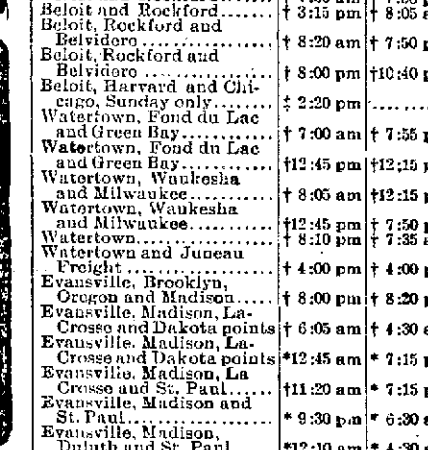 Beloit and Rockford........ † 3:15 pm † 8:05 a
Beloit, Rockford and
Belvidere ................ † 8:20 am † 7:50 p
Beloit, Rockford and
Belvidere ................ † 8:00 pm †10:40 p
Beloit, Harvard and Chi-
cago, Sunday only........ ‡ 2:20 pm ........
Watertown, Fond du Lac
and Green Bay............ † 7:00 am † 7:55 p
Watertown, Fond du Lac
and Green Bay............ †12:45 pm †12:15 p
Watertown, Waukesha
and Milwaukee........... † 8:05 am †12:15 p
Watertown, Waukesha
and Milwaukee........... †12:45 pm † 7:50 p
Watertown................. † 8:10 pm † 7:35 a
Watertown and Juneau
Freight ................... † 4:00 pm † 4:00 p
Evansville, Brooklyn,
Oregon and Madison..... † 8:00 pm † 8:20 p
Evansville, Madison, La-
Crosse and Dakota points † 6:05 am † 4:30 a
Evansville, Madison, La-
Crosse and Dakota points *12:45 am * 7:15 p
Evansville, Madison, La
Crosse and St. Paul...... †11:20 am * 7:15 p
Evansville, Madison and
St. Paul................... * 9:30 pm * 6:30 a
Evansville, Madison,
Duluth and St. Paul *12:10 am * 4:30